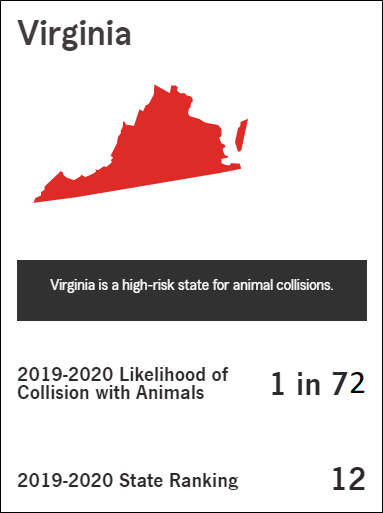 Virginia
Virginia is a high-risk state for animal collisions.
2019-2020 Likelihood of
Collision with Animals
1 in 72
2019-2020 State Ranking
12